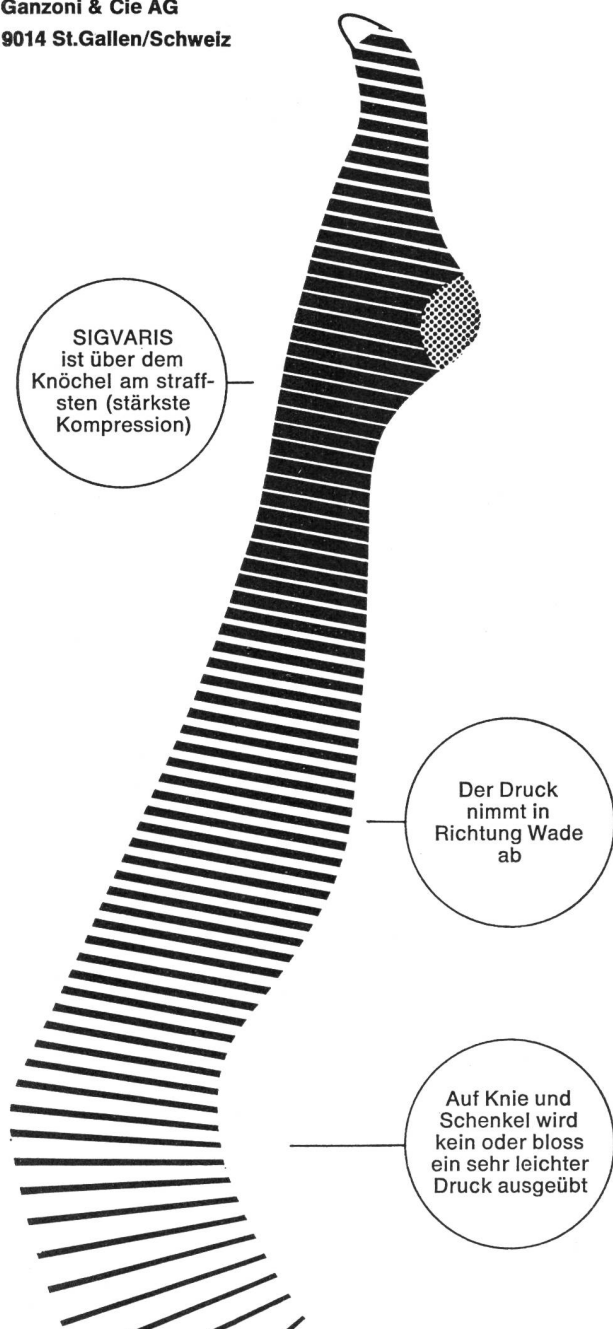 Ganzoni & Cie AG
9014 St.Gallen/Schweiz
SIGVARIS
ist über dem
Knöchel am straff-
sten (stärkste
Kompression)
Der Druck
nimmt in
Richtung Wade
ab
Auf Knie und
Schenkel wird
kein oder bloss
ein sehr leichter
Druck ausgeübt